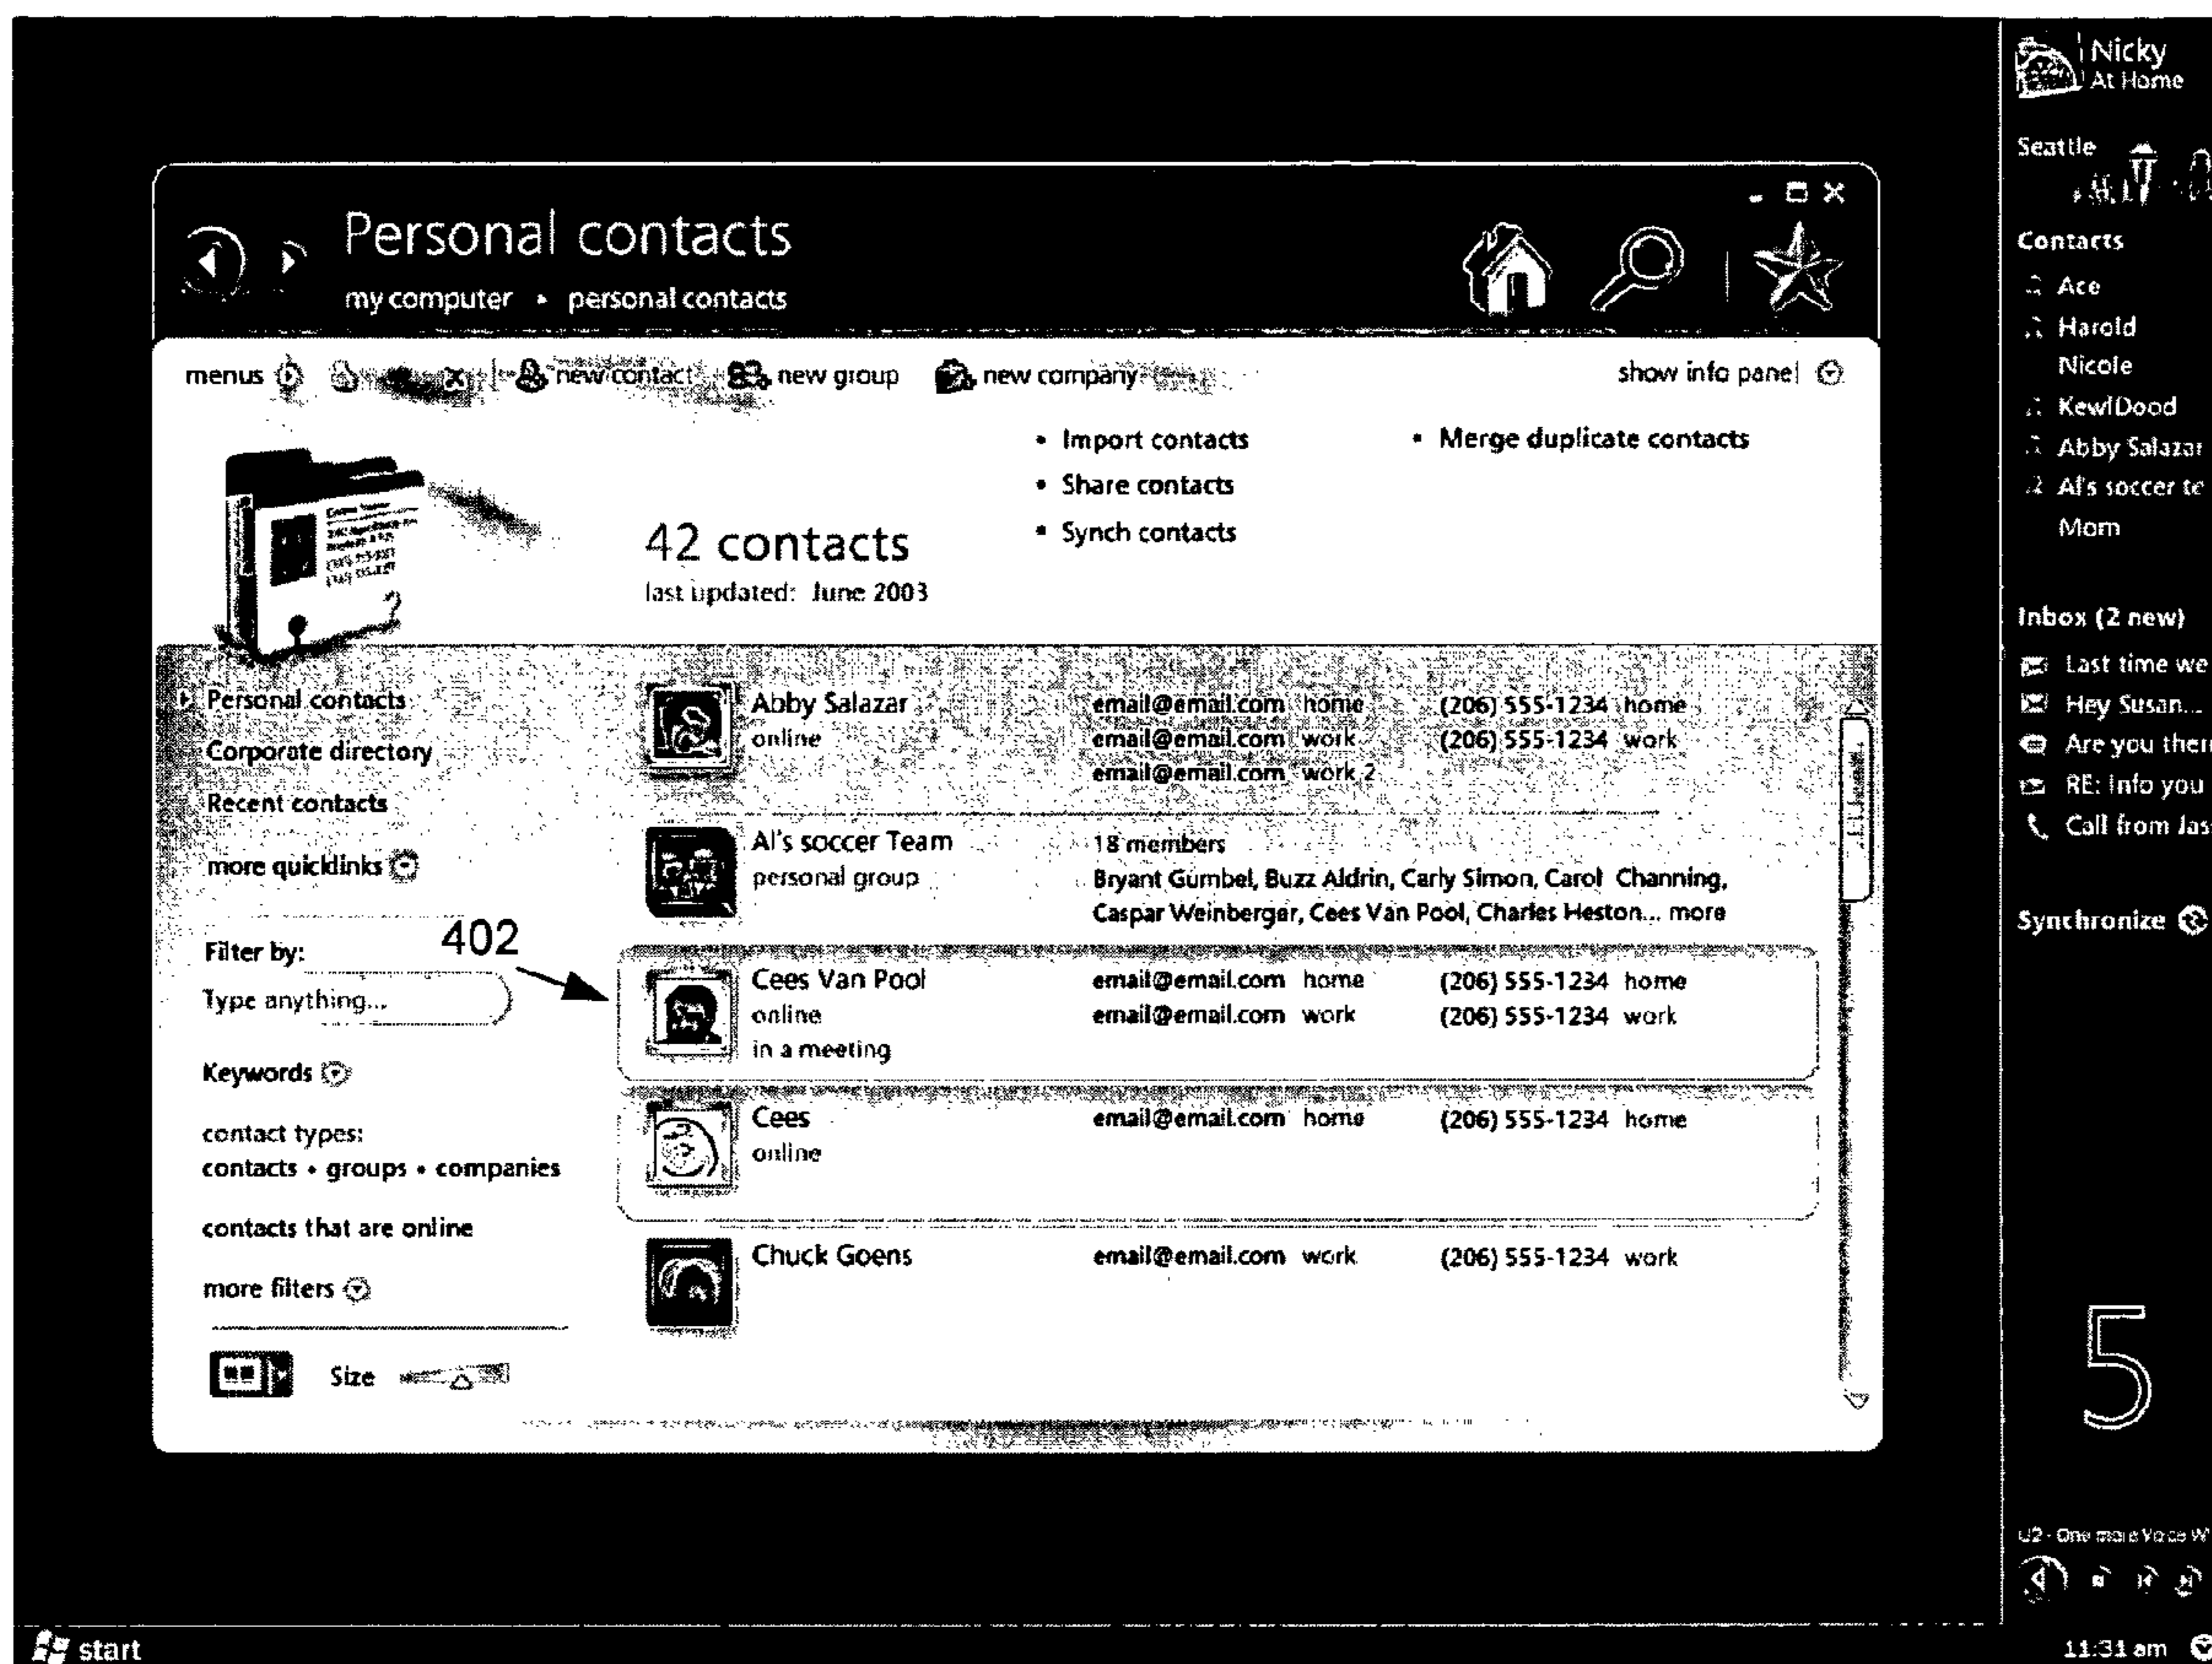 Personal contacts
my computer ▸ personal contacts
menus
new contact
new group
new company
show info panel
• Import contacts
• Share contacts
• Synch contacts
• Merge duplicate contacts
42 contacts
last updated: June 2003
Personal contacts
Corporate directory
Recent contacts
more quicklinks
Filter by:
Type anything...
Keywords
contact types:
contacts • groups • companies
contacts that are online
more filters
Size
402
Abby Salazar
online
email@email.com home (206) 555-1234 home
email@email.com work (206) 555-1234 work
email@email.com work 2
Al's soccer Team
personal group
18 members
Bryant Gumbel, Buzz Aldrin, Carly Simon, Carol Channing,
Caspar Weinberger, Cees Van Pool, Charles Heston... more
Cees Van Pool
online
in a meeting
email@email.com home (206) 555-1234 home
email@email.com work (206) 555-1234 work
Cees
online
email@email.com home (206) 555-1234 home
Chuck Goens
email@email.com work (206) 555-1234 work
Nicky
At Home
Seattle
Contacts
Ace
Harold
Nicole
KewlDood
Abby Salazar
Al's soccer te
Mom
Inbox (2 new)
Last time we
Hey Susan...
Are you ther
RE: Info you
Call from Jas
Synchronize
5
U2 - One more Voice W
start
11:31 am